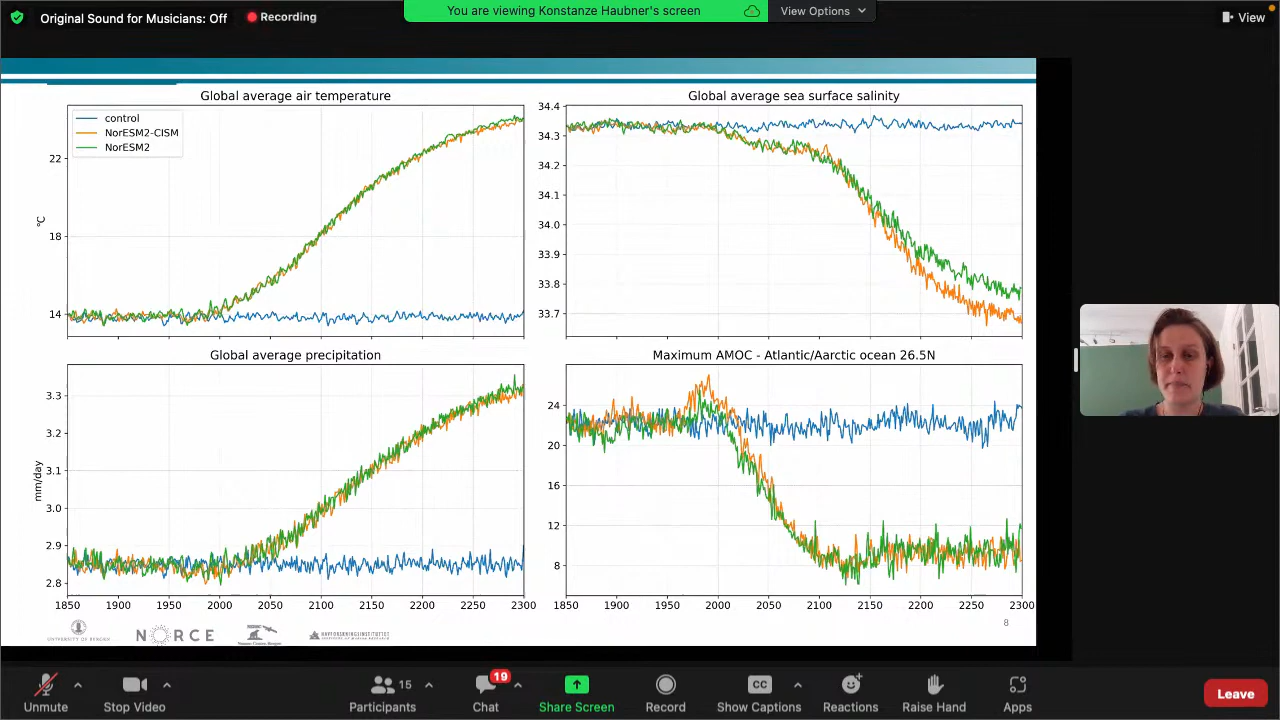 Original Sound for Musicians: Off
Recording
You are viewing Konstanze Haubner's screen
View Options
View
Global average air temperature
control
NorESM2-CISM
NorESM2
22
18
14
°C
Global average sea surface salinity
34.4
34.3
34.2
34.1
34.0
33.9
33.8
33.7
Global average precipitation
3.3
3.2
3.1
3.0
2.9
2.8
mm/day
1850 1900 1950 2000 2050 2100 2150 2200 2250 2300
Maximum AMOC - Atlantic/Aarctic ocean 26.5N
24
20
16
12
8
1850 1900 1950 2000 2050 2100 2150 2200 2250 2300
8
UNIVERSITY OF BERGEN
NORCE
HAVFORSKNINGSINSTITUTTET
Unmute
Stop Video
Participants
15
Chat
19
Share Screen
Record
CC
Show Captions
Reactions
Raise Hand
Apps
Leave